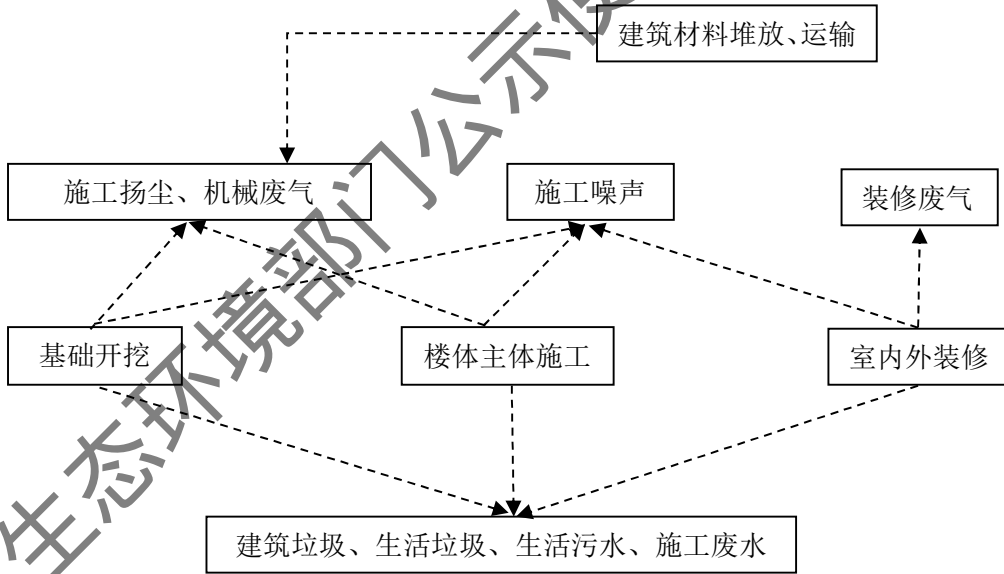 建筑材料堆放、运输
施工扬尘、机械废气
施工噪声
装修废气
基础开挖
楼体主体施工
室内外装修
建筑垃圾、生活垃圾、生活污水、施工废水
生态环境部门公示使